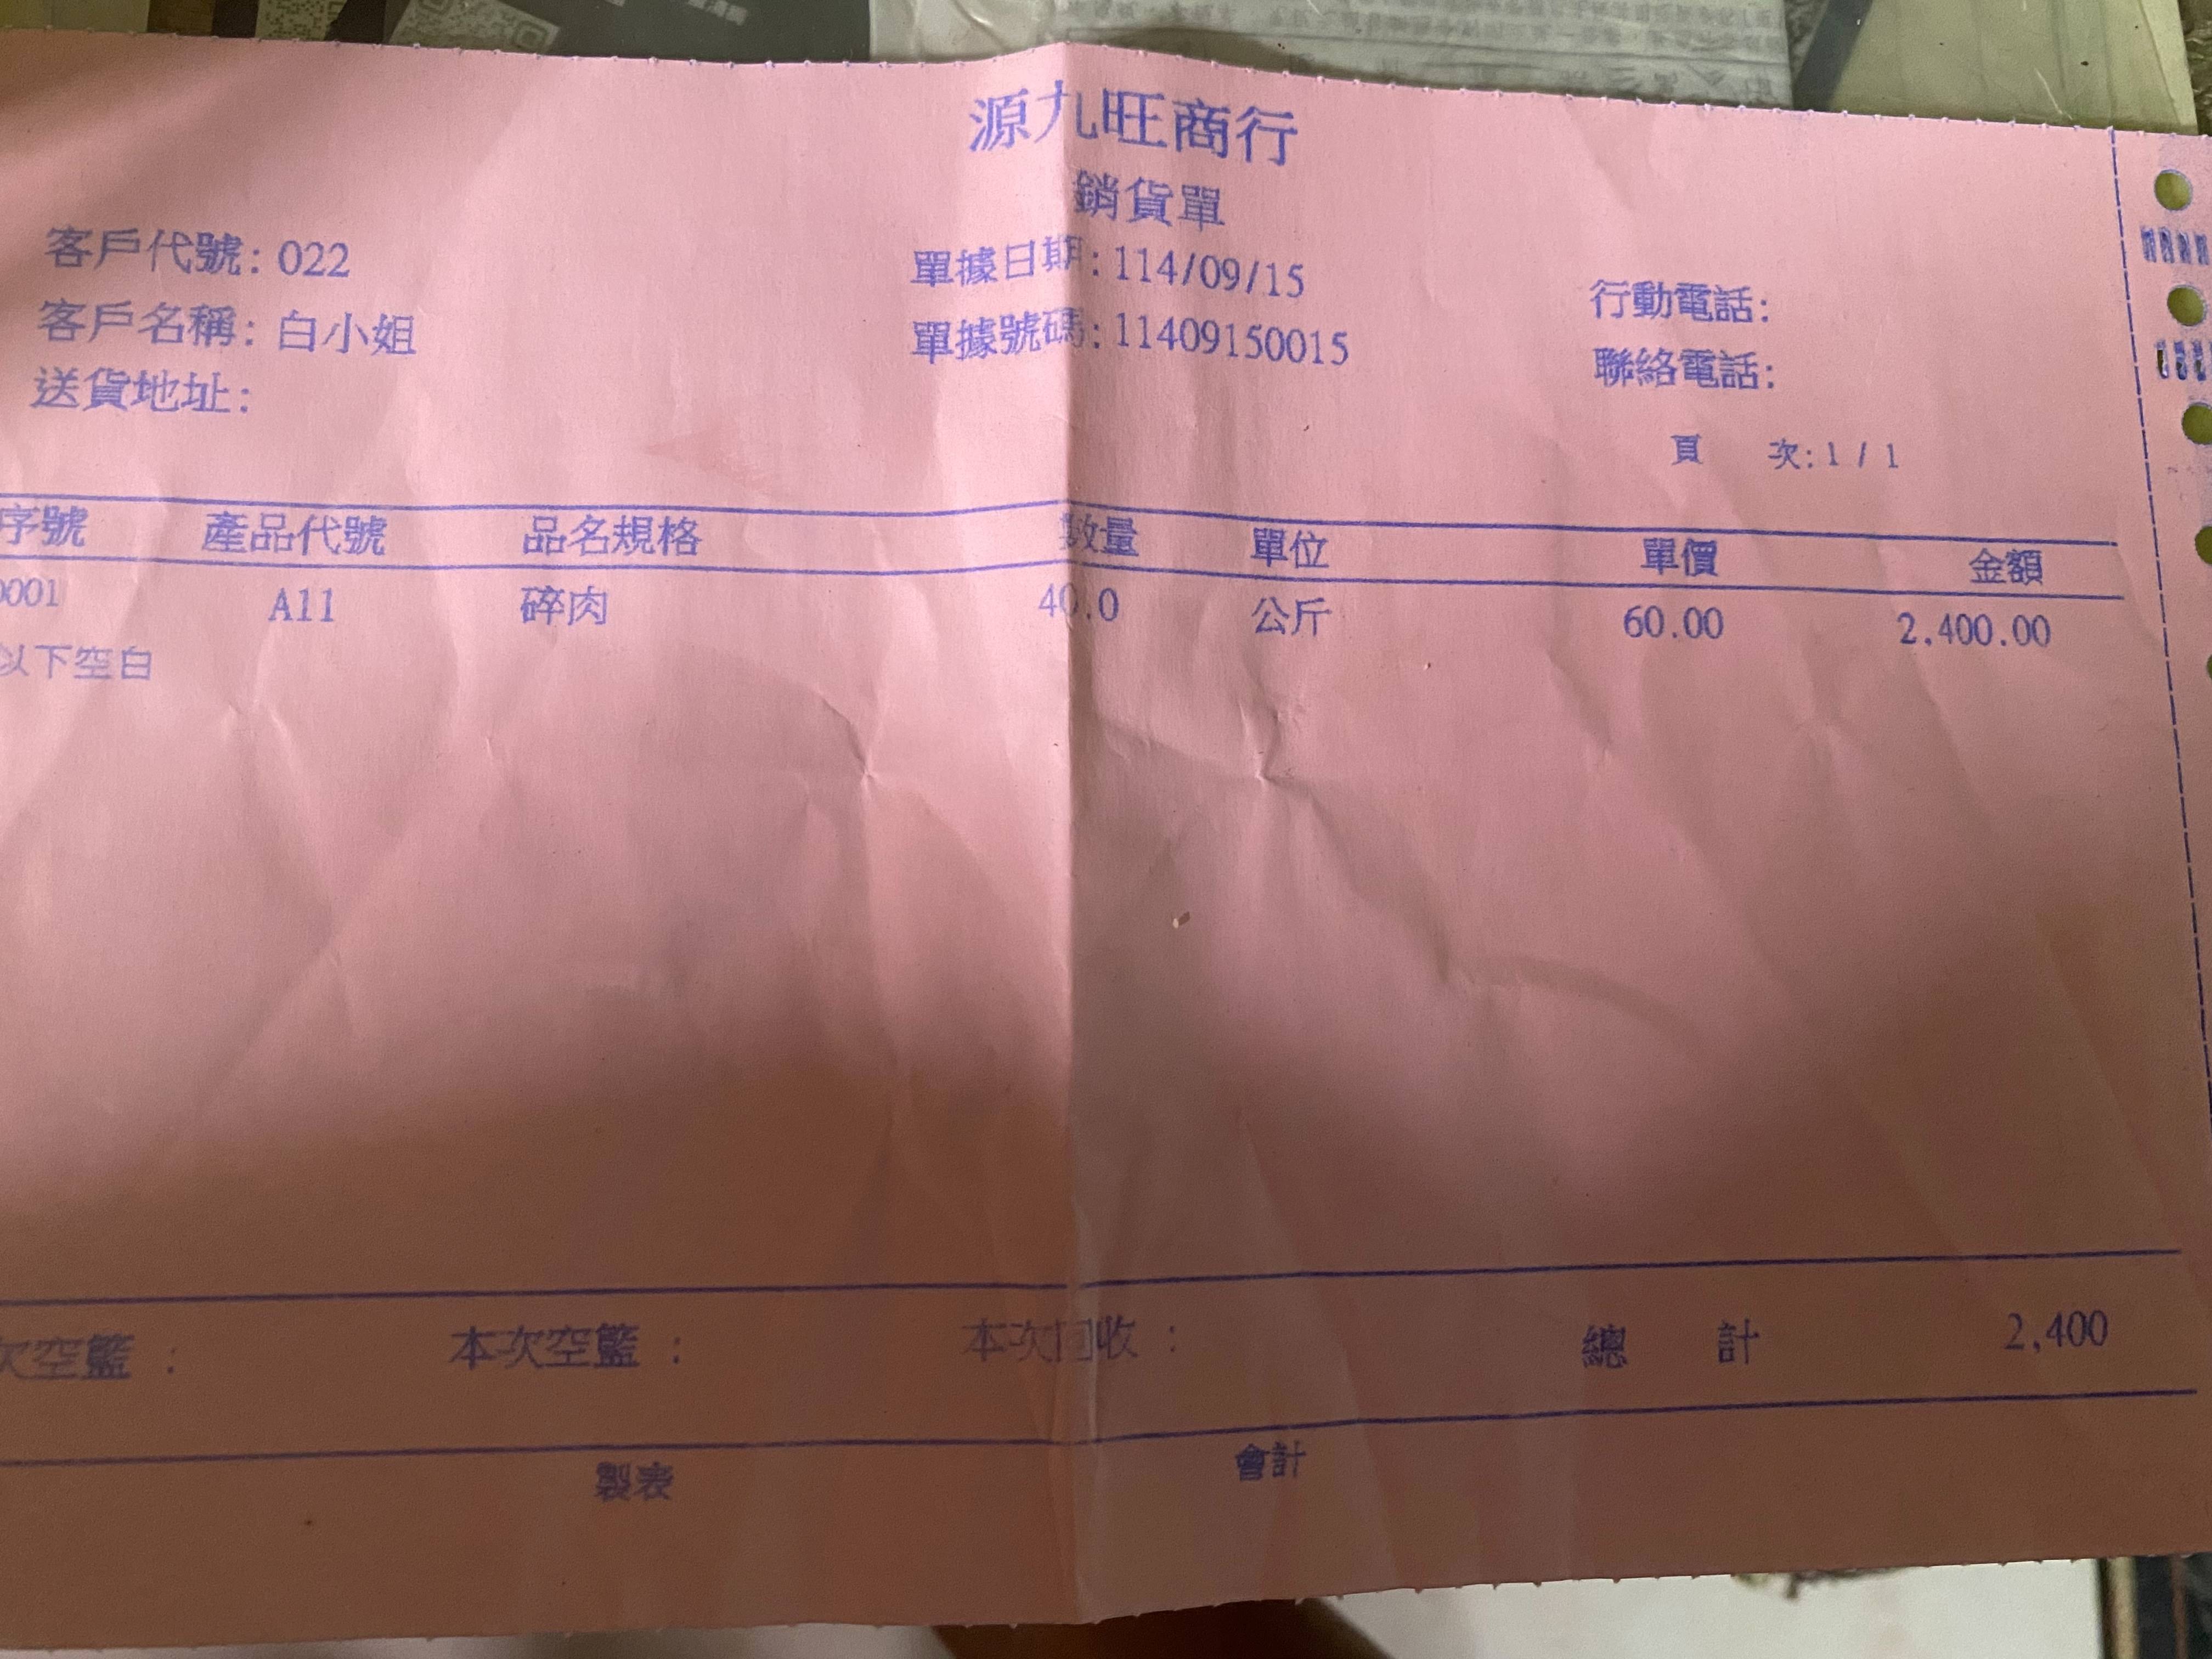 源九旺商行
銷貨單
客戶代號: 022 單據日期: 114/09/15 行動電話:
客戶名稱: 白小姐 單據號碼: 11409150015 聯絡電話:
送貨地址:
頁 次: 1 / 1
序號 產品代號 品名規格 數量 單位 單價 金額
0001 A11 碎肉 40.0 公斤 60.00 2,400.00
以下空白
次空籃 : 本次空籃 : 本次回收 : 總 計 2,400
製表 會計